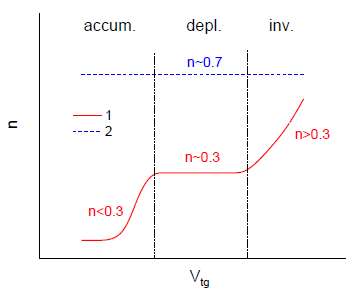 accum. depl. inv.
n~0.7
1
2
n~0.3
n>0.3
n<0.3
n
Vtg